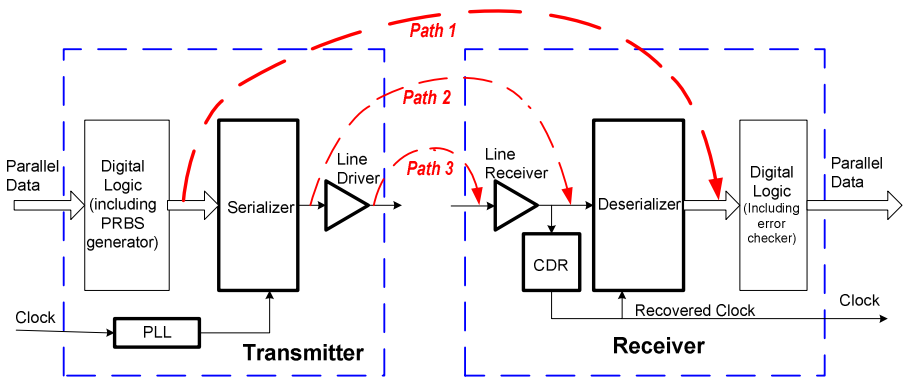 Path 1
Path 2
Path 3
Parallel
Data
Digital
Logic
(including
PRBS
generator)
Serializer
Line
Driver
Clock
PLL
Transmitter
Line
Receiver
CDR
Deserializer
Recovered Clock
Receiver
Digital
Logic
(Including
error
checker)
Parallel
Data
Clock